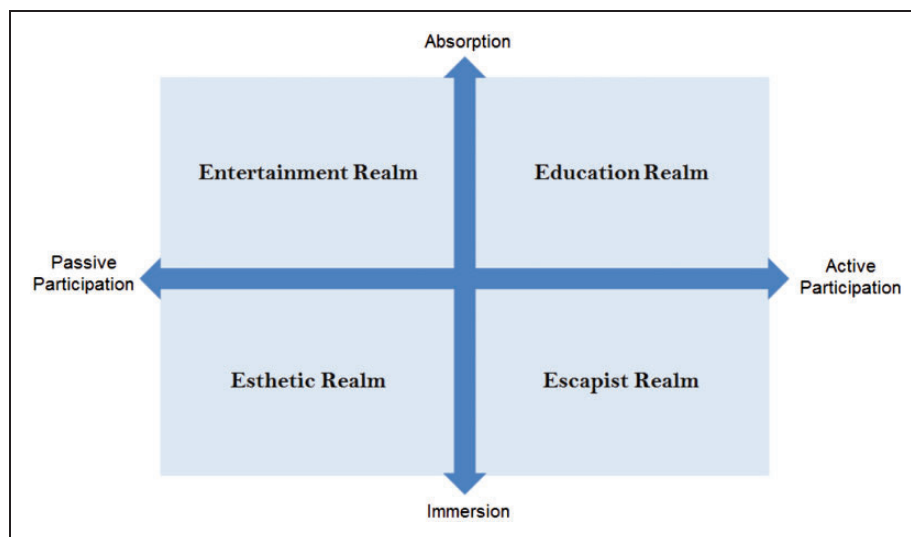 Absorption
Entertainment Realm
Education Realm
Passive
Participation
Active
Participation
Esthetic Realm
Escapist Realm
Immersion